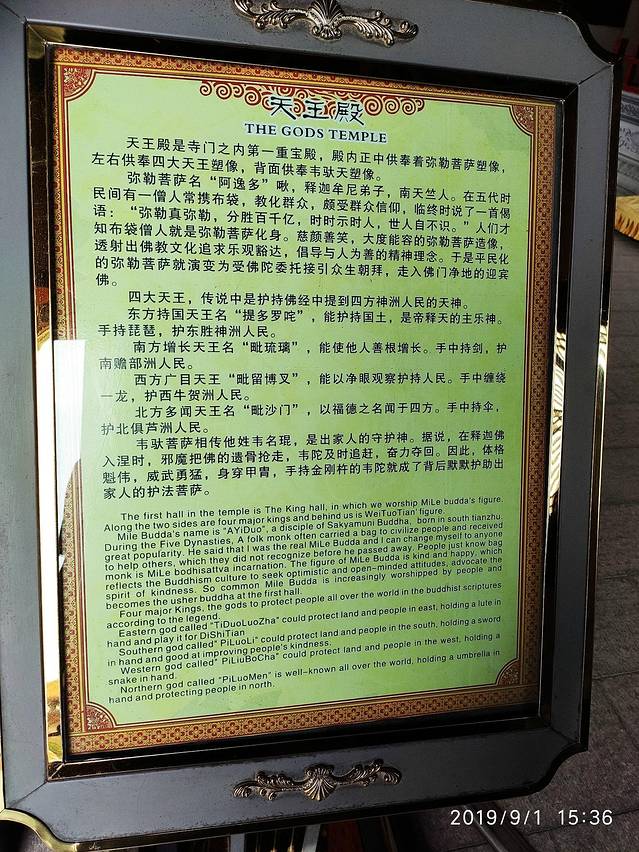 天王殿
THE GODS TEMPLE
天王殿是寺门之内第一重宝殿，殿内正中供奉着弥勒菩萨塑像，
左右供奉四大天王塑像，背面供奉韦驮天塑像。
弥勒菩萨名“阿逸多”啾，释迦牟尼弟子，南天竺人。在五代时
民间有一僧人常携布袋，教化群众，颇受群众信仰，临终时说了一首偈
语：“弥勒真弥勒，分胜百千亿，时时示时人，世人自不识。”人们才
知布袋僧人就是弥勒菩萨化身。慈颜善笑，大度能容的弥勒菩萨造像，
透射出佛教文化追求乐观豁达，倡导与人为善的精神理念。于是平民化
的弥勒菩萨就演变为受佛陀委托接引众生朝拜，走入佛门净地的迎宾
佛。
四大天王，传说中是护持佛经中提到四方神洲人民的天神。
东方持国天王名“提多罗咤”，能护持国土，是帝释天的主乐神。
手持琵琶，护东胜神洲人民。
南方增长天王名“毗琉璃”，能使他人善根增长。手中持剑，护
南赡部洲人民。
西方广目天王“毗留博叉”，能以净眼观察护持人民。手中缠绕
一龙，护西牛贺洲人民。
北方多闻天王名“毗沙门”，以福德之名闻于四方。手中持伞，
护北俱芦洲人民。
韦驮菩萨相传他姓韦名琨，是出家人的守护神。据说，在释迦佛
入涅时，邪魔把佛的遗骨抢走，韦陀及时追赶，奋力夺回。因此，体格
魁伟，威武勇猛，身穿甲胄，手持金刚杵的韦陀就成了背后默默护助出
家人的护法菩萨。
The first hall in the temple is The King hall, in which we worship MiLe budda's figure.
Along the two sides are four major kings and behind us is WeiTuoTian' figure.
Mile Budda's name is "AYiDuo", a disciple of Sakyamuni Buddha, born in south tianzhu.
During the Five Dynasties, A folk monk often carried a bag to civilize people and received
great popularity. He said that I was the real MiLe Budda and I can change myself to anyone
to help others, which they did not recognize before he passed away. People just know bag
monk is MiLe bodhisattva incarnation. The figure of MiLe Budda is kind and happy, which
reflects the Buddhism culture to seek optimistic and open-minded attitudes, advocate the
spirit of kindness. So common Mile Budda is increasingly worshipped by people and
becomes the usher buddha at the first hall.
Four major Kings, the gods to protect people all over the world in the buddhist scriptures
according to the legend.
Eastern god called "TiDuoLuoZha" could protect land and people in east, holding a lute in
hand and play it for DiShiTian
Southern god called" PiLuoLi" could protect land and people in the south, holding a sword
in hand and good at improving people's kindness.
Western god called" PiLiuBoCha" could protect land and people in the west, holding a
snake in hand.
Northern god called "PiLuoMen" is well-known all over the world, holding a umbrella in
hand and protecting people in north.
2019/9/1 15:36